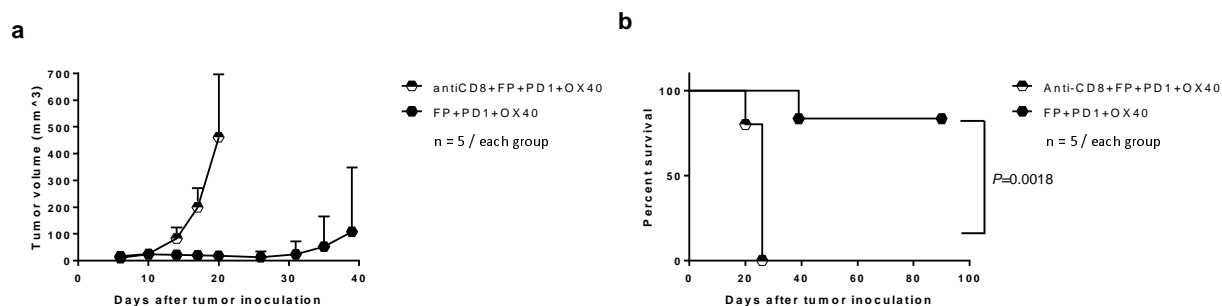 a
Tumor volume (mm^3)
700
600
500
400
300
200
100
0
0 10 20 30 40
Days after tumor inoculation
antiCD8+FP+PD1+OX40
FP+PD1+OX40
n = 5 / each group
b
Percent survival
100
50
0
0 20 40 60 80 100
Days after tumor inoculation
Anti-CD8+FP+PD1+OX40
FP+PD1+OX40
n = 5 / each group
P=0.0018